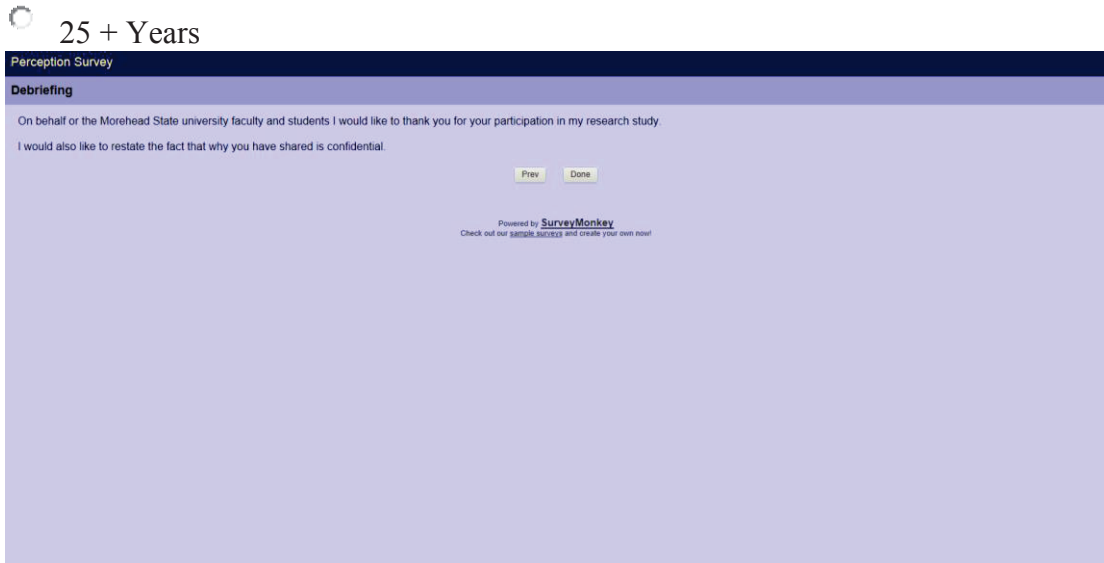 25 + Years
Perception Survey
Debriefing
On behalf or the Morehead State university faculty and students I would like to thank you for your participation in my research study.
I would also like to restate the fact that why you have shared is confidential.
Prev Done
Powered by SurveyMonkey
Check out our sample surveys and create your own now!